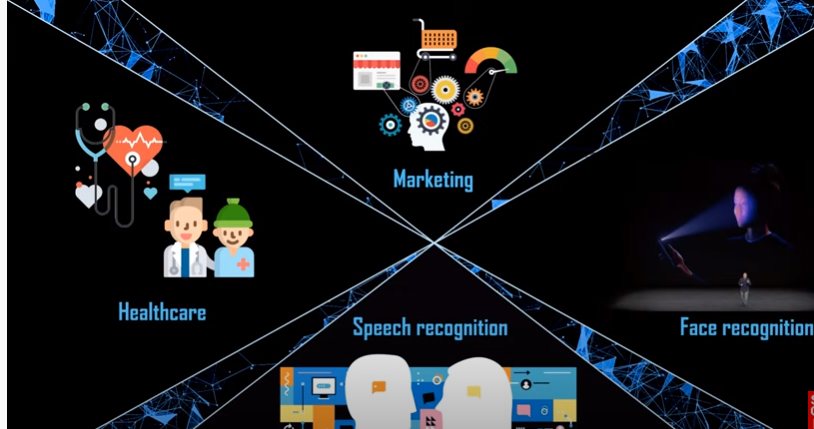 Marketing
Healthcare
Speech recognition
Face recognition